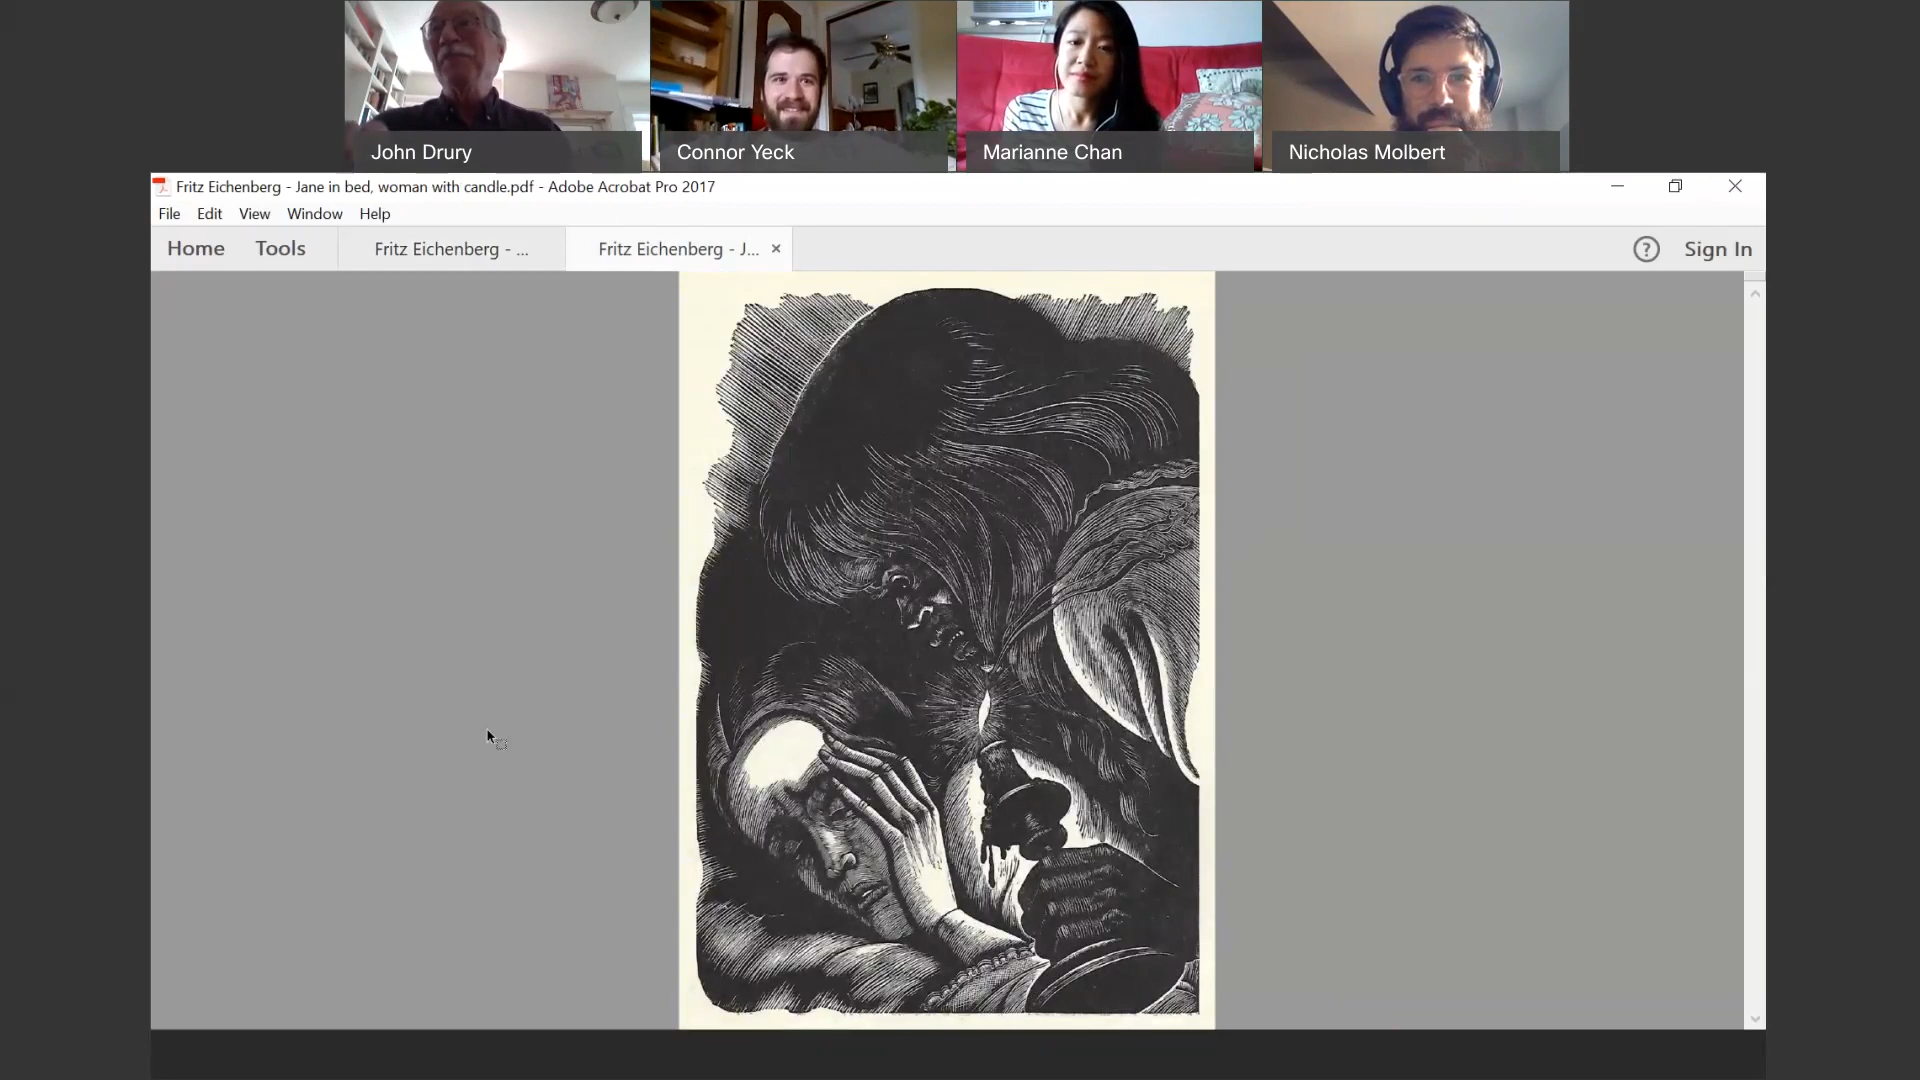 John Drury
Connor Yeck
Marianne Chan
Nicholas Molbert
Fritz Eichenberg - Jane in bed, woman with candle.pdf - Adobe Acrobat Pro 2017
File Edit View Window Help
Home Tools Fritz Eichenberg - ... Fritz Eichenberg - J... × ? Sign In